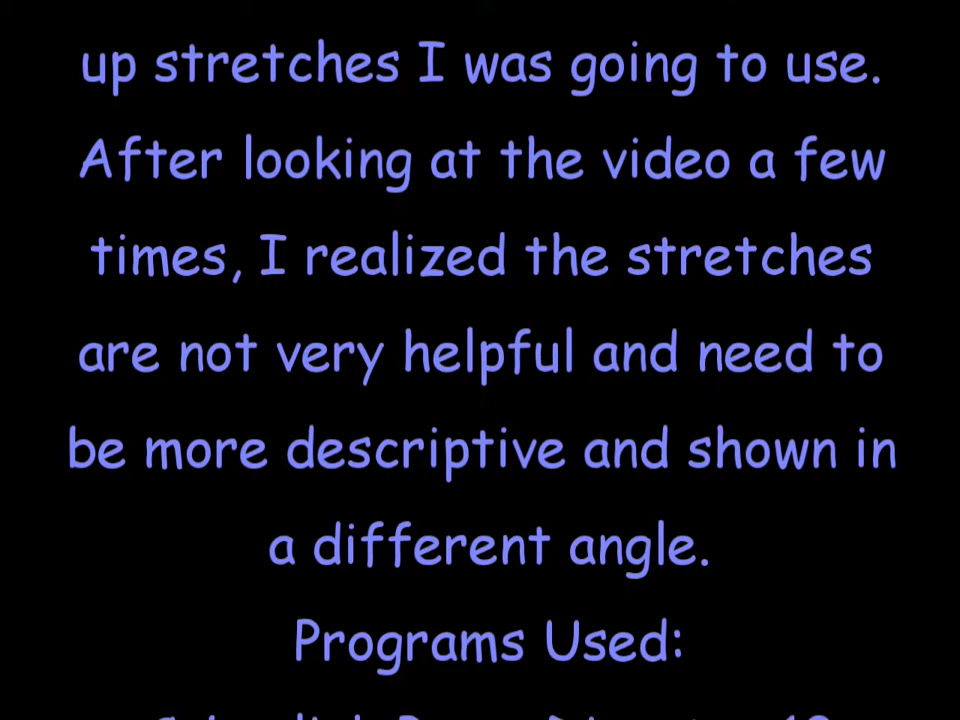 up stretches I was going to use.
After looking at the video a few
times, I realized the stretches
are not very helpful and need to
be more descriptive and shown in
a different angle.
Programs Used: